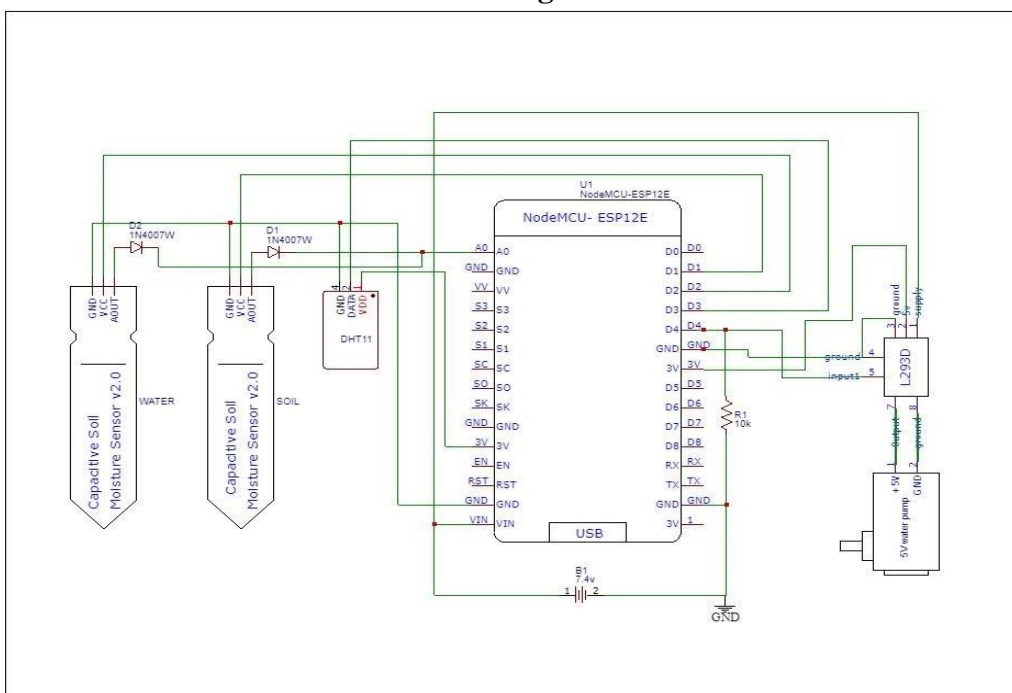 g
U1
NodeMCU-ESP12E
NodeMCU- ESP12E
D2
1N4007W
D1
1N4007W
GND
VCC
AOUT
Capacitive Soil
Moisture Sensor v2.0
WATER
GND
VCC
AOUT
Capacitive Soil
Moisture Sensor v2.0
SOIL
4
2
1
GND
DATA
VDD
DHT11
A0 A0
GND GND
VV VV
S3 S3
S2 S2
S1 S1
SC SC
SO SO
SK SK
GND GND
3V 3V
EN EN
RST RST
GND GND
VIN VIN
D0 D0
D1 D1
D2 D2
D3 D3
D4 D4
GND GND
3V 3V
D5 D5
D6 D6
D7 D7
D8 D8
RX RX
TX TX
GND GND
3V 1
USB
R1
10k
ground
5v
supply
3
2
1
ground 4
input1 5
L293D
7
8
Output
ground
1
2
+5V
GND
5V water pump
B1
7.4v
1 2
GND